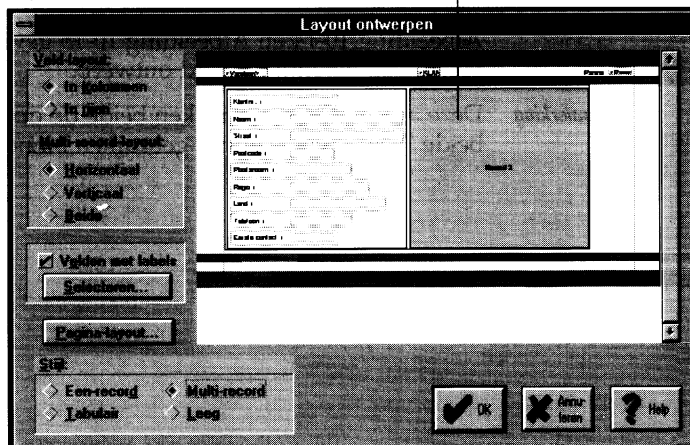 Layout ontwerpen
Veld-layout:
In Kolommen
In Rijen
Multi-record-layout:
Horizontaal
Verticaal
Beide
Velden met labels
Selecteren...
Pagina-layout...
Stijl:
Een-record
Multi-record
Tabulair
Leeg
Klantnr. :
Naam :
Straat :
Postcode :
Plaatsnaam :
Regio :
Land :
Telefoon :
Eerste contact :
OK
Annu-
leren
Help